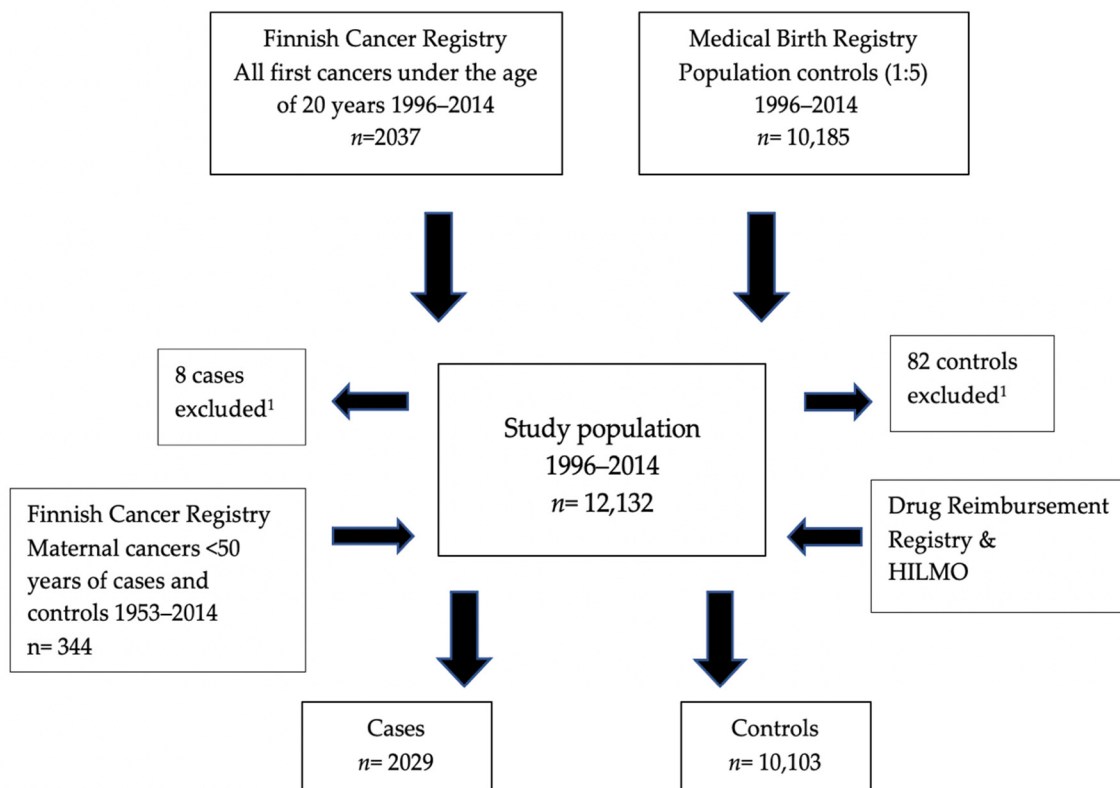 Finnish Cancer Registry
All first cancers under the age
of 20 years 1996–2014
n=2037
Medical Birth Registry
Population controls (1:5)
1996–2014
n= 10,185
8 cases
excluded¹
Study population
1996–2014
n= 12,132
82 controls
excluded¹
Finnish Cancer Registry
Maternal cancers <50
years of cases and
controls 1953–2014
n= 344
Drug Reimbursement
Registry &
HILMO
Cases
n= 2029
Controls
n= 10,103